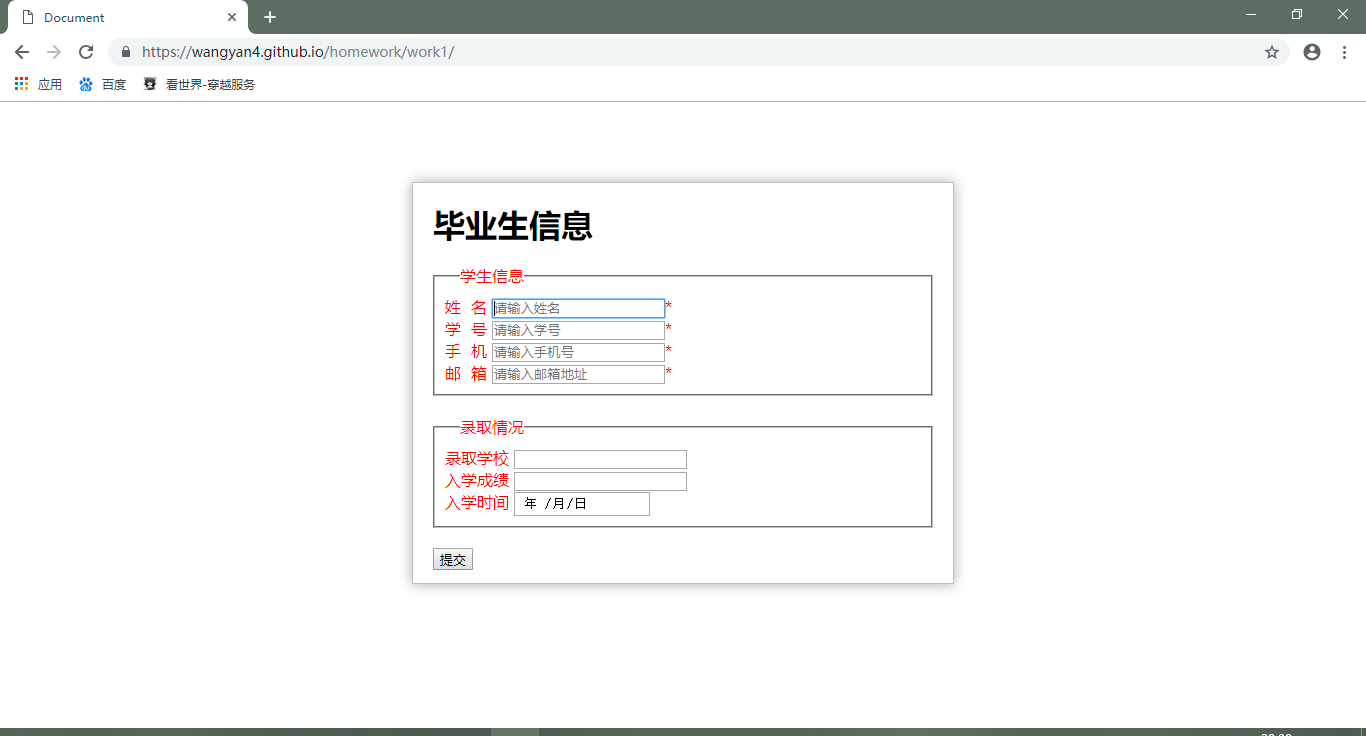 Document
https://wangyan4.github.io/homework/work1/
应用 百度 看世界-穿越服务
毕业生信息
学生信息
姓 名 请输入姓名*
学 号 请输入学号*
手 机 请输入手机号*
邮 箱 请输入邮箱地址*
录取情况
录取学校
入学成绩
入学时间 年 /月/日
提交